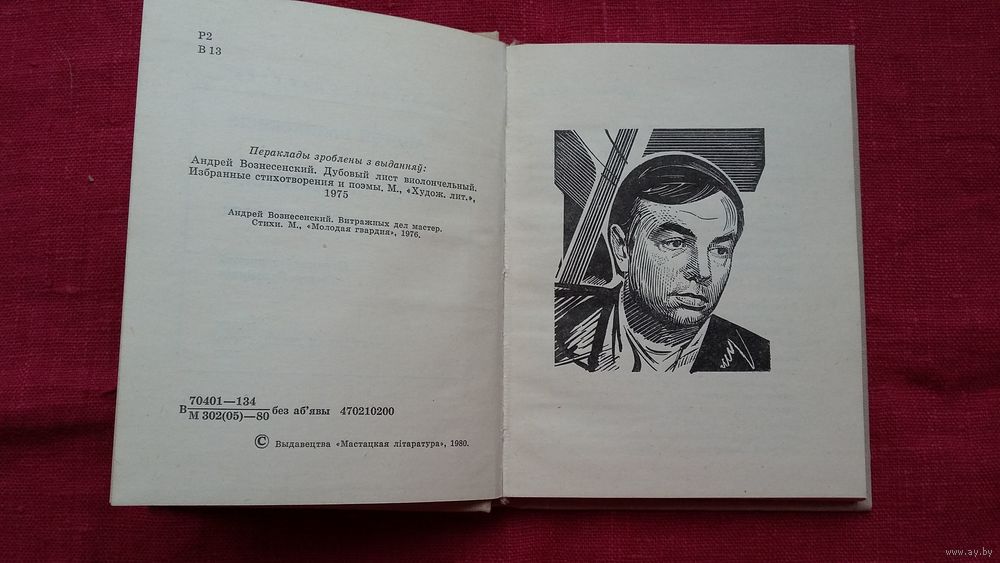 Р2
В 13
Пераклады зроблены з выданняў:
Андрей Вознесенский. Дубовый лист виолончельный.
Избранные стихотворения и поэмы. М., «Худож. лит.»,
1975
Андрей Вознесенский. Витражных дел мастер.
Стихи. М., «Молодая гвардия», 1976.
70401—134
В М 302(05)—80 без аб'явы 470210200
© Выдавецтва «Мастацкая літаратура», 1980.
www.ay.by